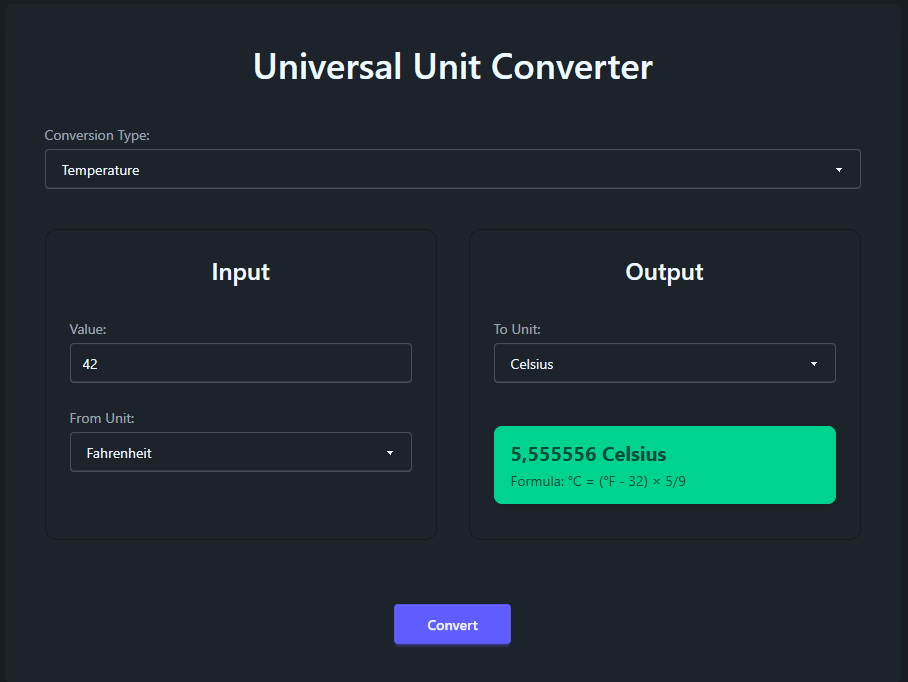 Universal Unit Converter
Conversion Type:
Temperature
Input
Value:
42
From Unit:
Fahrenheit
Output
To Unit:
Celsius
5,555556 Celsius
Formula: °C = (°F - 32) × 5/9
Convert